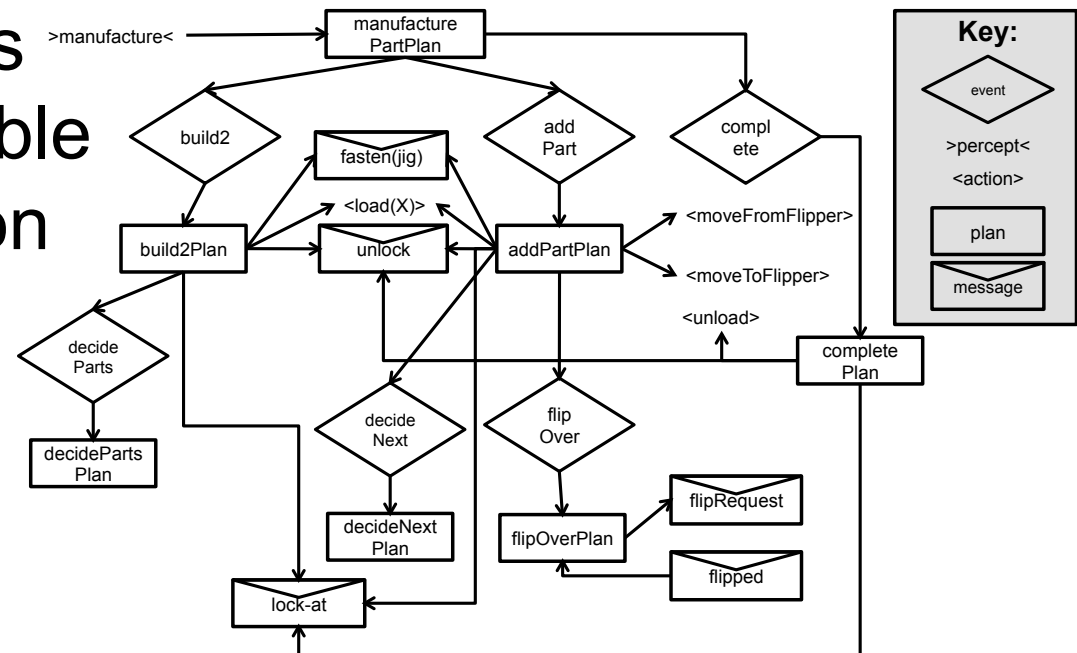 s
ble
on
>manufacture<
manufacture
PartPlan
build2
add
Part
compl
ete
fasten(jig)
<load(X)>
unlock
build2Plan
addPartPlan
<moveFromFlipper>
<moveToFlipper>
<unload>
complete
Plan
decide
Parts
decideParts
Plan
decide
Next
decideNext
Plan
flip
Over
flipOverPlan
flipRequest
flipped
lock-at
Key:
event
>percept<
<action>
plan
message